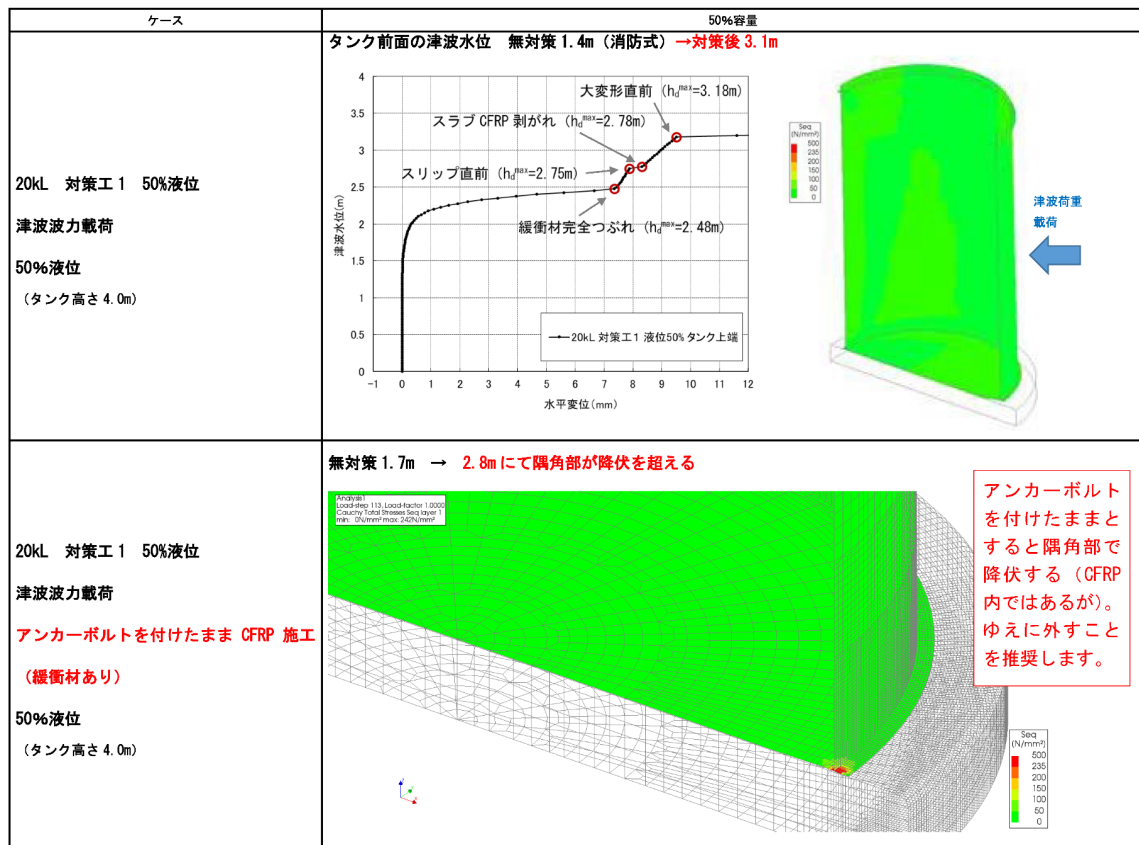 ケース
50%容量
20kL 対策工1 50%液位
津波波力載荷
50%液位
（タンク高さ 4.0m）
タンク前面の津波水位 無対策 1.4m（消防式）→対策後 3.1m
4
3.5
3
2.5
2
1.5
1
0.5
0
津波水位(m)
大変形直前（hdmax=3.18m）
スラブ CFRP 剥がれ（hdmax=2.78m）
スリップ直前（hdmax=2.75m）
緩衝材完全つぶれ（hdmax=2.48m）
20kL 対策工1 液位50% タンク上端
-1 0 1 2 3 4 5 6 7 8 9 10 11 12
水平変位(mm)
Seq
(N/mm²)
500
235
200
150
100
50
0
津波荷重
載荷
20kL 対策工1 50%液位
津波波力載荷
アンカーボルトを付けたまま CFRP 施工
（緩衝材あり）
50%液位
（タンク高さ 4.0m）
無対策 1.7m → 2.8m にて隅角部が降伏を超える
Analysis1
Load-step 113, Load-factor 1.0000
Cauchy Total Stresses Seq layer 1
min: 0N/mm² max: 242N/mm²
アンカーボルト
を付けたままと
すると隅角部で
降伏する（CFRP
内ではあるが）。
ゆえに外すこと
を推奨します。
Seq
(N/mm²)
500
235
200
150
100
50
0